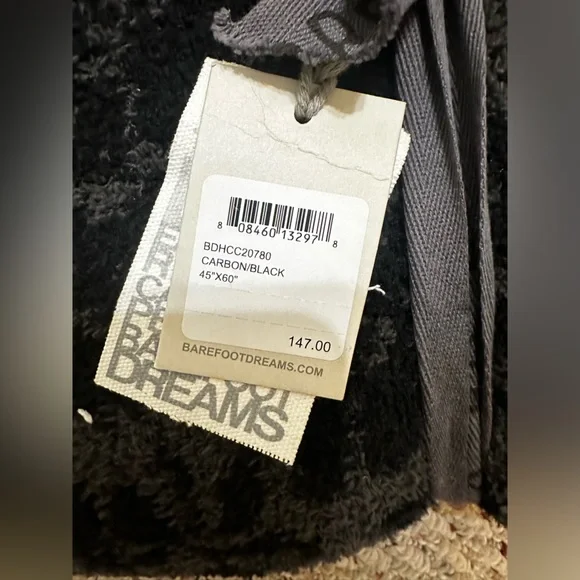 8 08460 13297 8
BDHCC20780
CARBON/BLACK
45"X60"
147.00
BAREFOOTDREAMS.COM
DREAMS